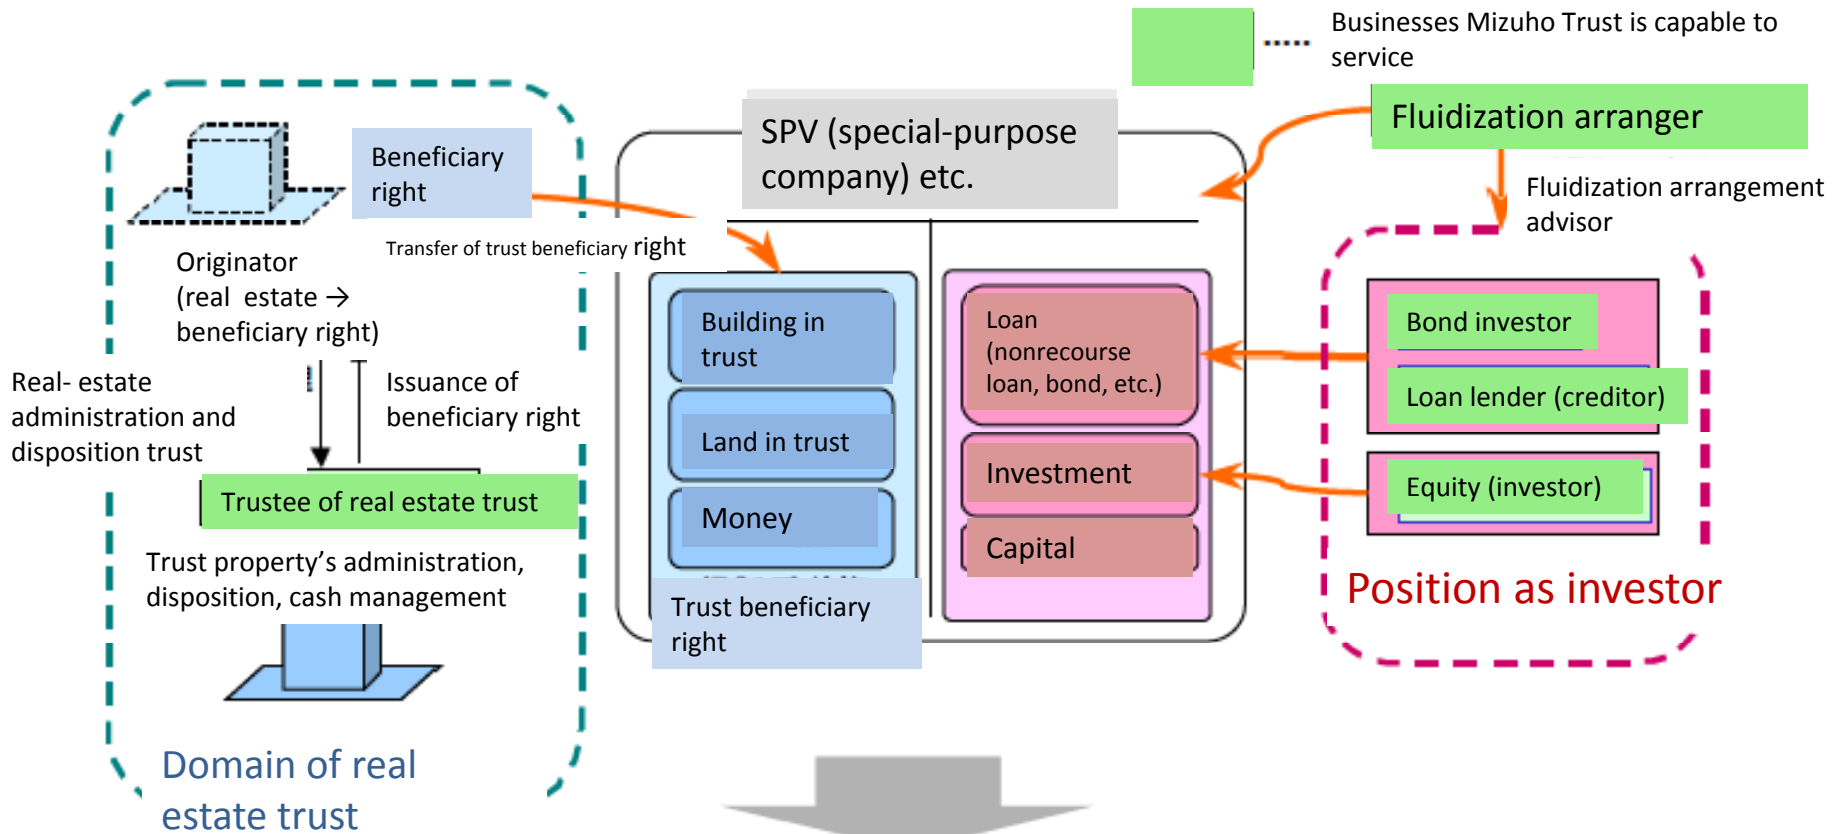 Businesses Mizuho Trust is capable to
service
Fluidization arranger
Fluidization arrangement
advisor
SPV (special-purpose
company) etc.
Beneficiary
right
Transfer of trust beneficiary right
Originator
(real estate →
beneficiary right)
Real- estate
administration and
disposition trust
Issuance of
beneficiary right
Trustee of real estate trust
Trust property’s administration,
disposition, cash management
Domain of real
estate trust
Building in
trust
Land in trust
Money
Trust beneficiary
right
Loan
(nonrecourse
loan, bond, etc.)
Investment
Capital
Bond investor
Loan lender (creditor)
Equity (investor)
Position as investor